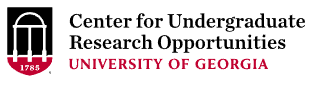 Center for Undergraduate
Research Opportunities
UNIVERSITY OF GEORGIA
1785